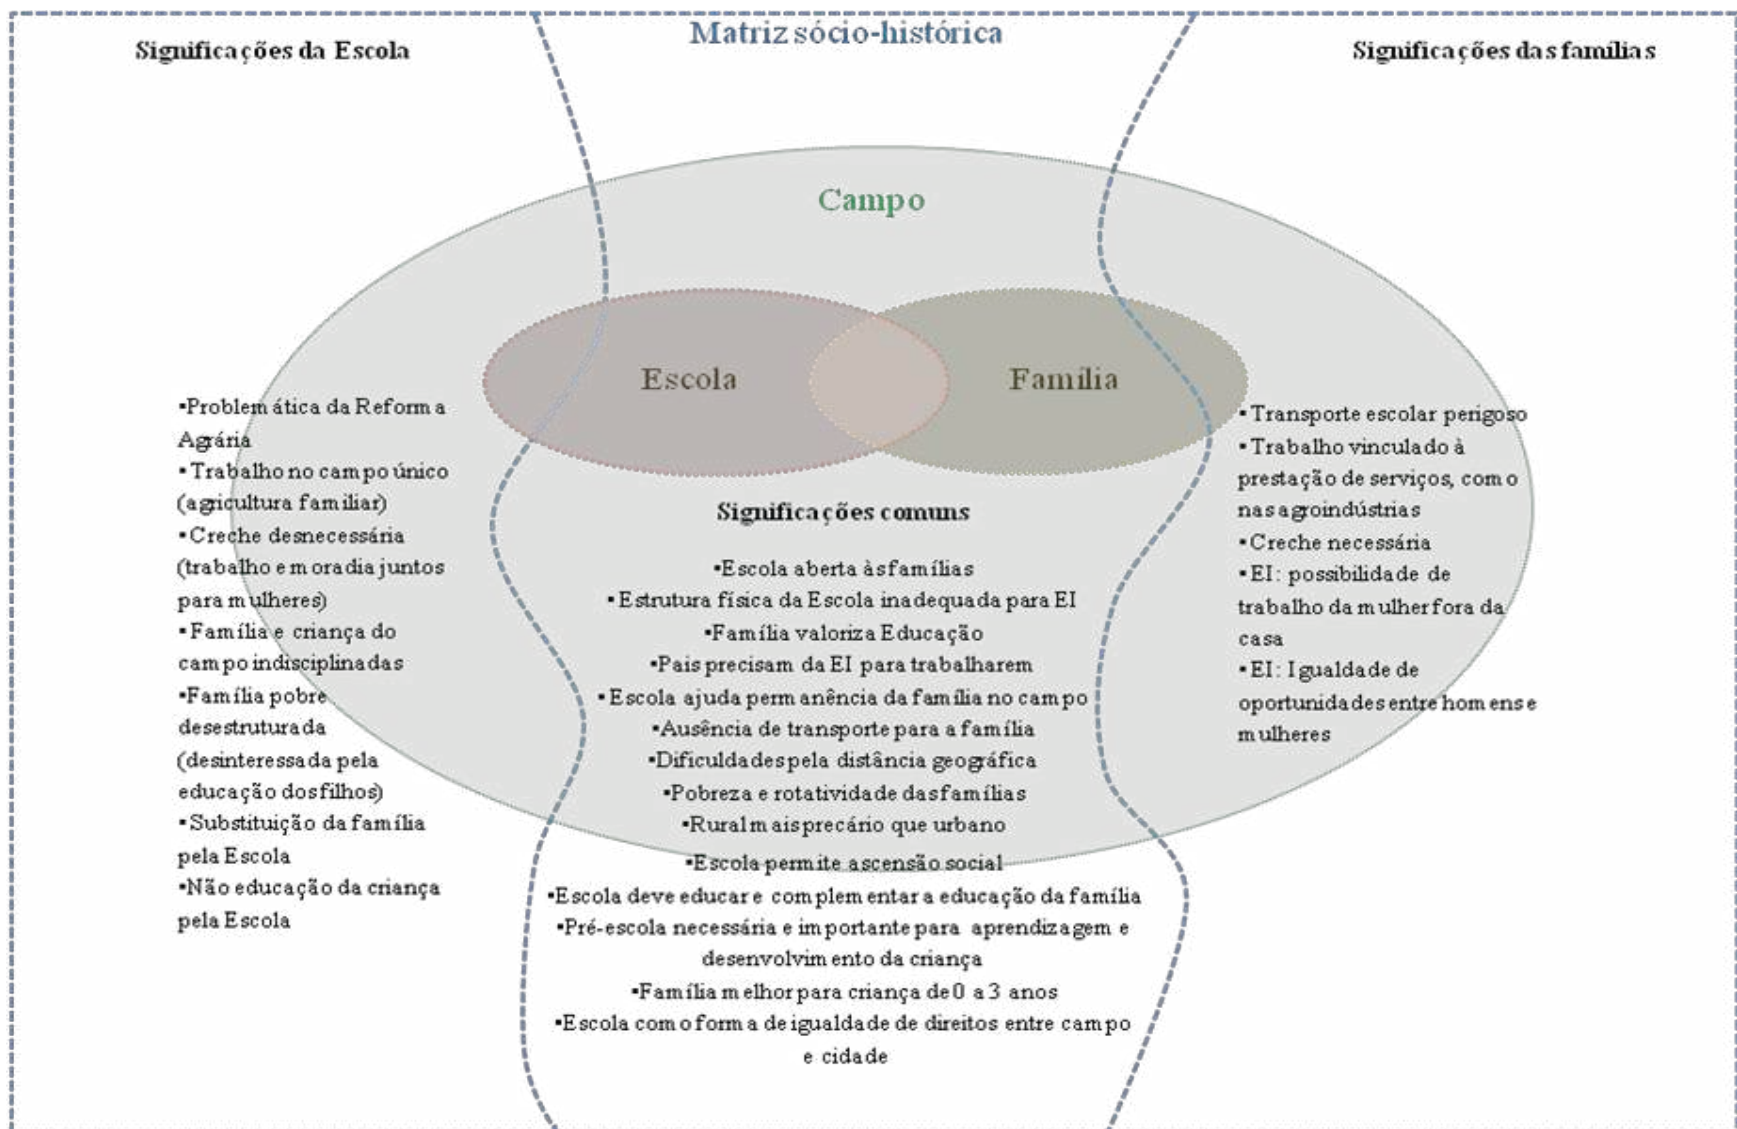 Matriz sócio-histórica
Significações da Escola
Significações das famílias
Campo
Escola
Família
▪Problemática da Reforma
Agrária
▪Trabalho no campo único
(agricultura familiar)
▪Creche desnecessária
(trabalho e moradia juntos
para mulheres)
▪Família e criança do
campo indisciplinadas
▪Família pobre
desestruturada
(desinteressada pela
educação dos filhos)
▪Substituição da família
pela Escola
▪Não educação da criança
pela Escola
Significações comuns
▪Escola aberta às famílias
▪Estrutura física da Escola inadequada para EI
▪Família valoriza Educação
▪Pais precisam da EI para trabalharem
▪Escola ajuda permanência da família no campo
▪Ausência de transporte para a família
▪Dificuldades pela distância geográfica
▪Pobreza e rotatividade das famílias
▪Rural mais precário que urbano
▪Escola permite ascensão social
▪Escola deve educar e complementar a educação da família
▪Pré-escola necessária e importante para aprendizagem e
desenvolvimento da criança
▪Família melhor para criança de 0 a 3 anos
▪Escola como forma de igualdade de direitos entre campo
e cidade
▪Transporte escolar perigoso
▪Trabalho vinculado à
prestação de serviços, como
nas agroindústrias
▪Creche necessária
▪EI: possibilidade de
trabalho da mulher fora da
casa
▪EI: Igualdade de
oportunidades entre homens e
mulheres